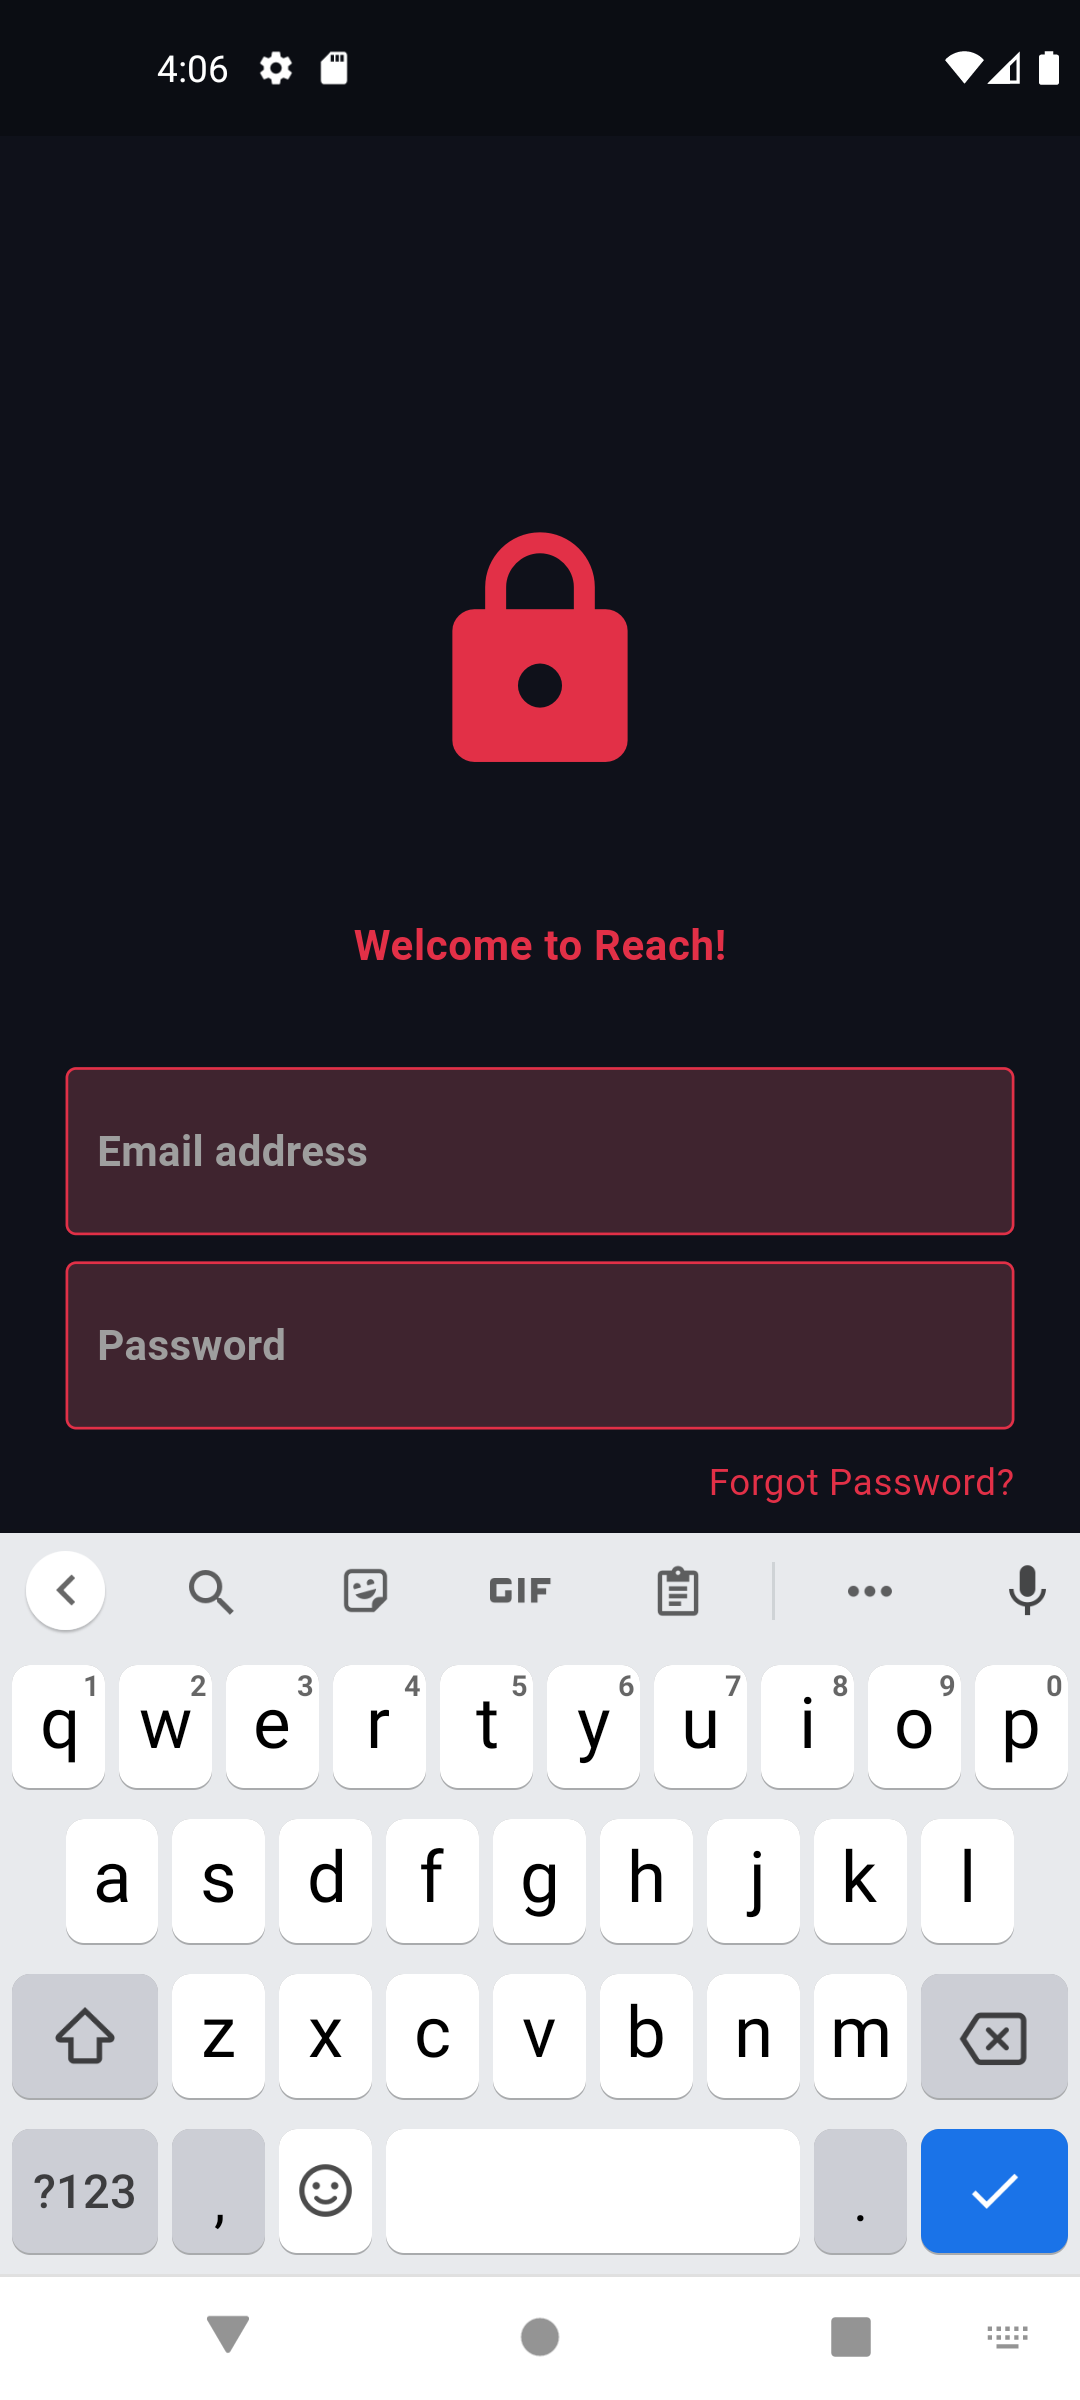 4:06
Welcome to Reach!
Email address
Password
Forgot Password?
GIF
1 2 3 4 5 6 7 8 9 0
q w e r t y u i o p
a s d f g h j k l
z x c v b n m
?123 , .